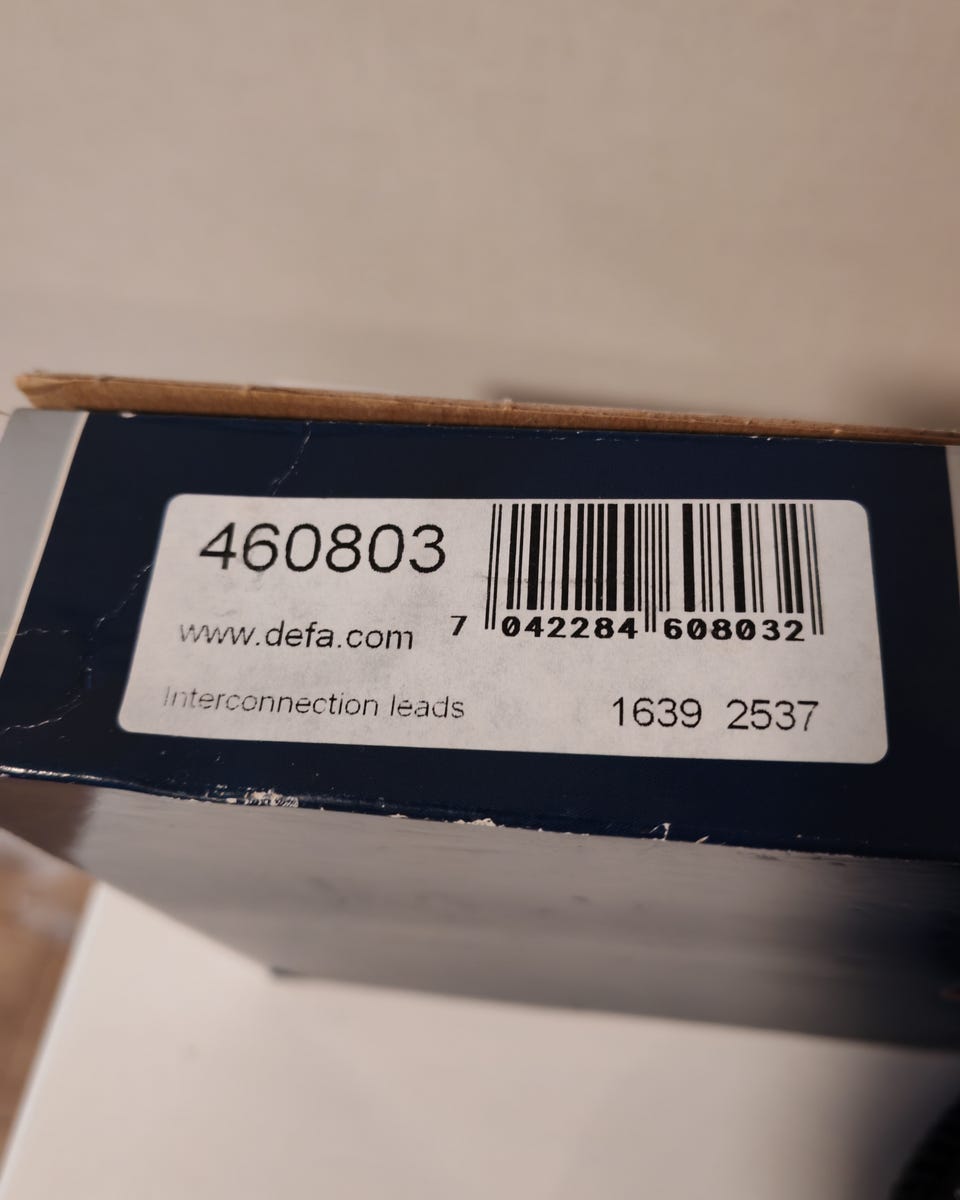 460803
7 042284 608032
www.defa.com
Interconnection leads 1639 2537